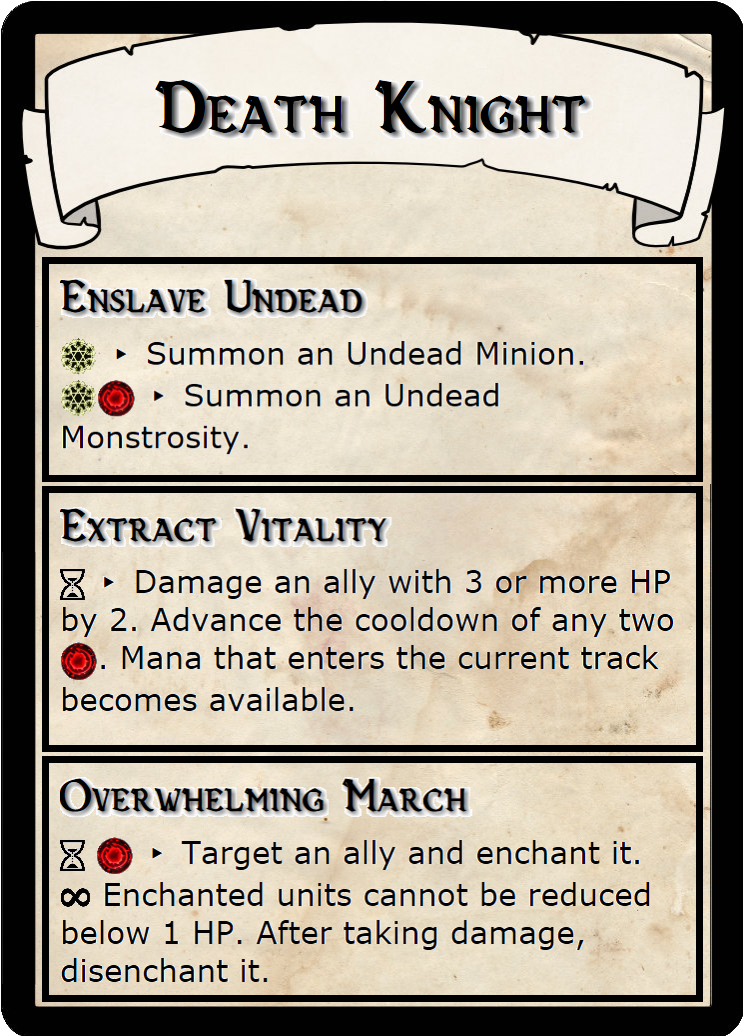 Death Knight
Enslave Undead
‣ Summon an Undead Minion.
‣ Summon an Undead
Monstrosity.
Extract Vitality
‣ Damage an ally with 3 or more HP
by 2. Advance the cooldown of any two
. Mana that enters the current track
becomes available.
Overwhelming March
‣ Target an ally and enchant it.
∞ Enchanted units cannot be reduced
below 1 HP. After taking damage,
disenchant it.